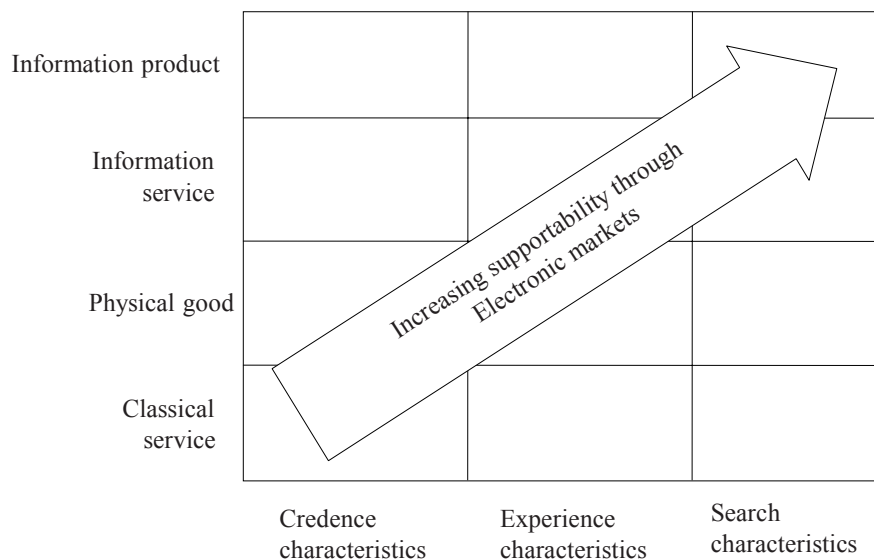 Information product
Information
service
Physical good
Classical
service
Increasing supportability through
Electronic markets
Credence
characteristics
Experience
characteristics
Search
characteristics